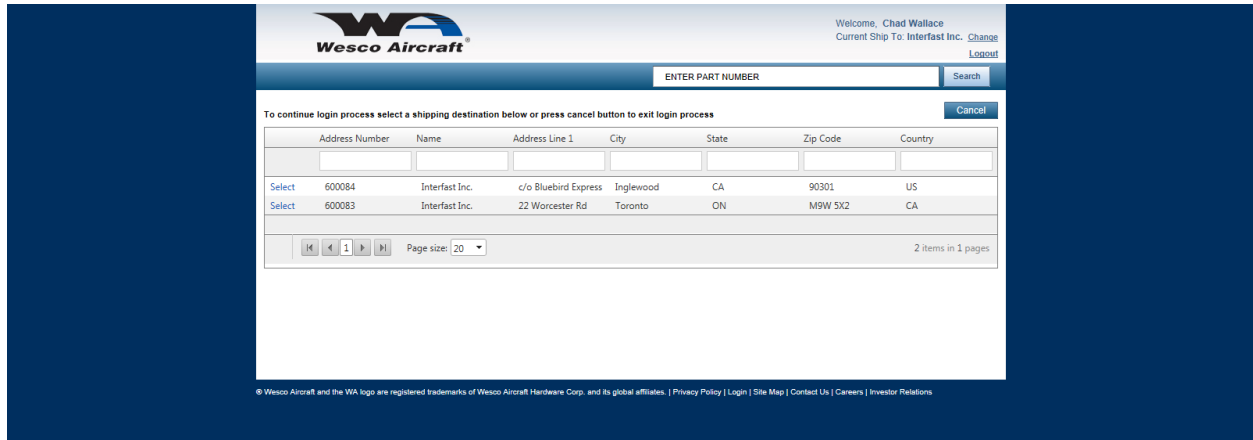 Wesco Aircraft®
Welcome, Chad Wallace
Current Ship To: Interfast Inc. Change
Logout
ENTER PART NUMBER Search
To continue login process select a shipping destination below or press cancel button to exit login process Cancel
Address Number Name Address Line 1 City State Zip Code Country
Select 600084 Interfast Inc. c/o Bluebird Express Inglewood CA 90301 US
Select 600083 Interfast Inc. 22 Worcester Rd Toronto ON M9W 5X2 CA
1 Page size: 20 2 items in 1 pages
® Wesco Aircraft and the WA logo are registered trademarks of Wesco Aircraft Hardware Corp. and its global affiliates. | Privacy Policy | Login | Site Map | Contact Us | Careers | Investor Relations